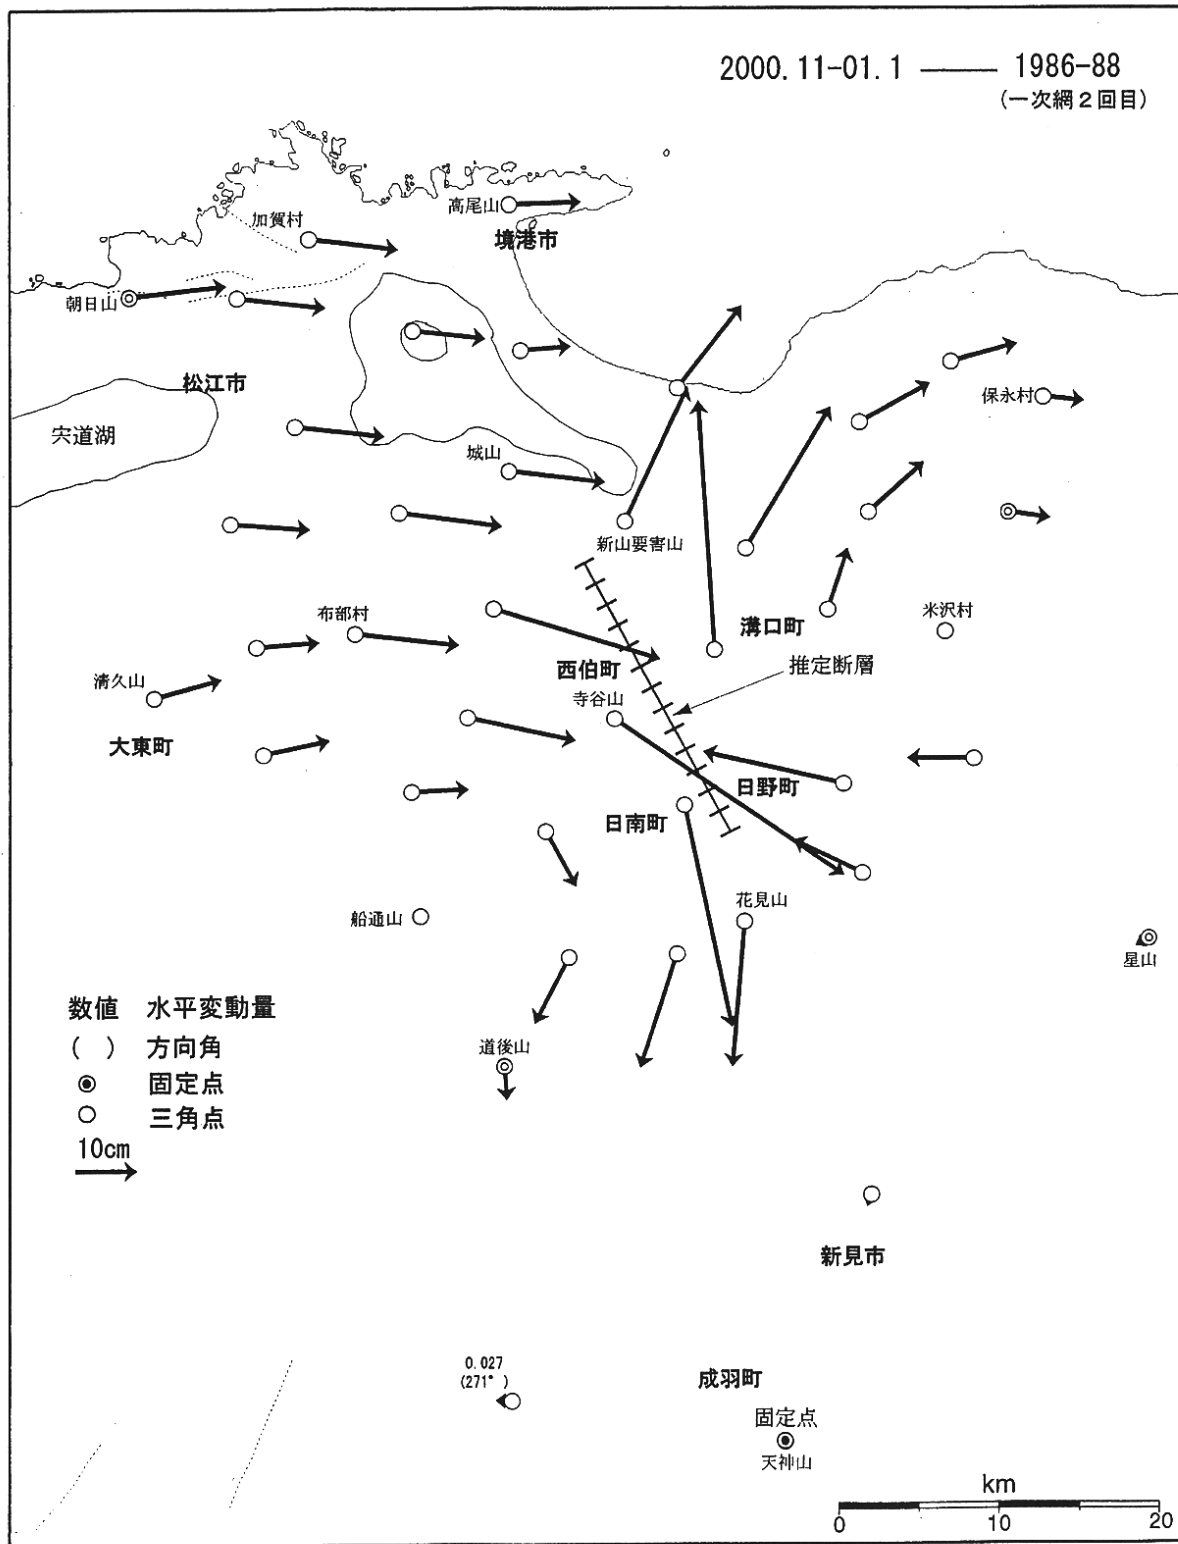 2000.11-01.1 —— 1986-88
(一次網２回目)
高尾山
加賀村
境港市
朝日山
松江市
保永村
宍道湖
城山
新山要害山
布部村
溝口町
米沢村
西伯町
推定断層
清久山
寺谷山
大東町
日野町
日南町
花見山
船通山
星山
数値 水平変動量
( ) 方向角
固定点
道後山
三角点
10cm
新見市
0.027
(271°)
成羽町
固定点
天神山
km
0 10 20